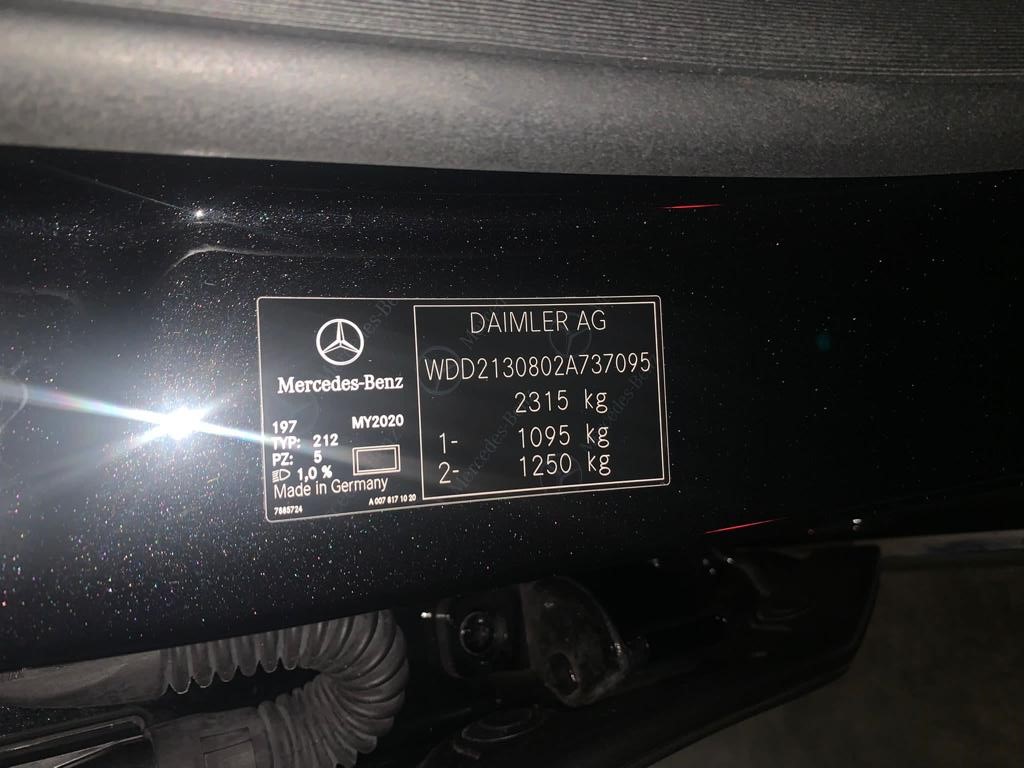 Mercedes-Benz
197 MY2020
TYP: 212
PZ: 5
1,0 %
Made in Germany
7685724 A 007 817 10 20
DAIMLER AG
WDD2130802A737095
2315 kg
1- 1095 kg
2- 1250 kg